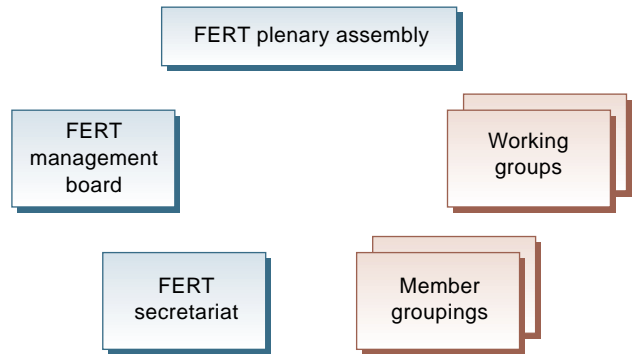 FERT plenary assembly
FERT
management
board
Working
groups
FERT
secretariat
Member
groupings